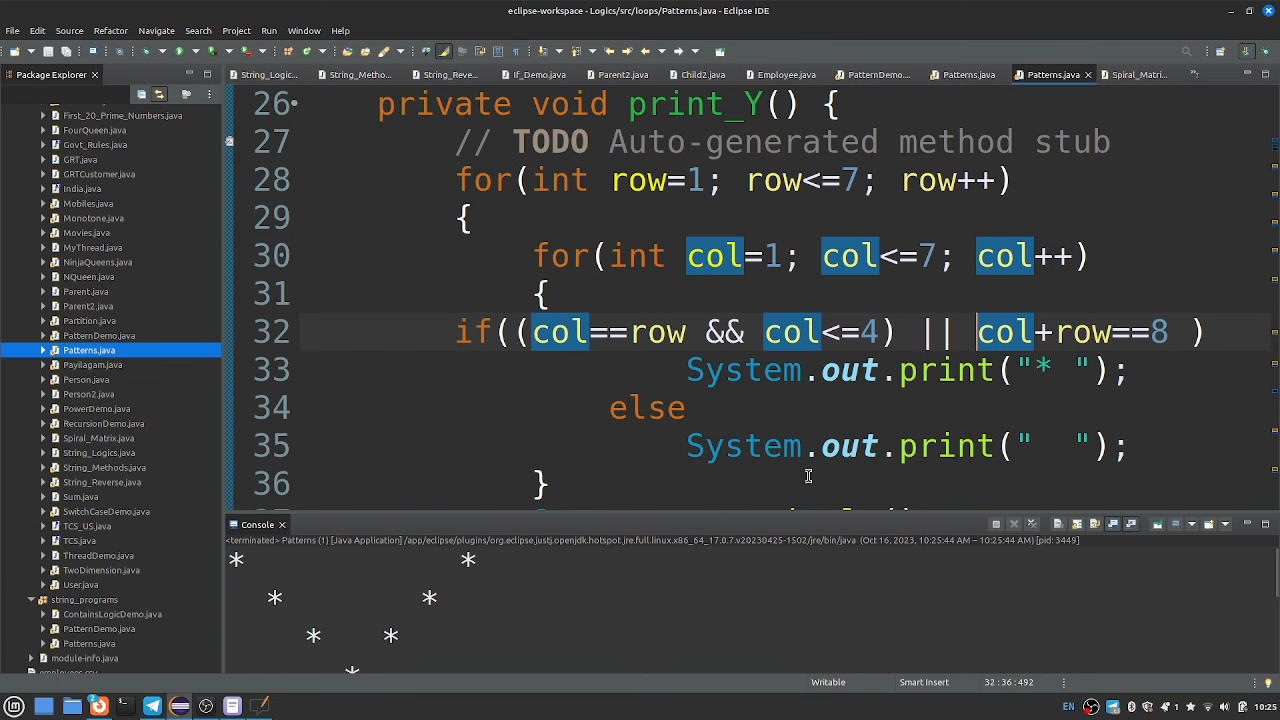 eclipse-workspace - Logics/src/loops/Patterns.java - Eclipse IDE
File Edit Source Refactor Navigate Search Project Run Window Help
Package Explorer
First_20_Prime_Numbers.java
FourQueen.java
Govt_Rules.java
GRT.java
GRTCustomer.java
India.java
Mobiles.java
Monotone.java
Movies.java
MyThread.java
NinjaQueens.java
NQueen.java
Parent.java
Parent2.java
Partition.java
PatternDemo.java
Patterns.java
Payilagam.java
Person.java
Person2.java
PowerDemo.java
RecursionDemo.java
Spiral_Matrix.java
String_Logics.java
String_Methods.java
String_Reverse.java
Sum.java
SwitchCaseDemo.java
TCS_US.java
TCS.java
ThreadDemo.java
TwoDimension.java
User.java
string_programs
ContainsLogicDemo.java
PatternDemo.java
Patterns.java
module-info.java
String_Logic... String_Metho... String_Reve... If_Demo.java Parent2.java Child2.java Employee.java PatternDemo... Patterns.java Patterns.java Spiral_Matri...
26 private void print_Y() {
27 // TODO Auto-generated method stub
28 for(int row=1; row<=7; row++)
29 {
30 for(int col=1; col<=7; col++)
31 {
32 if((col==row && col<=4) || col+row==8 )
33 System.out.print("* ");
34 else
35 System.out.print("  ");
36 }
Console
<terminated> Patterns (1) [Java Application] /app/eclipse/plugins/org.eclipse.justj.openjdk.hotspot.jre.full.linux.x86_64_17.0.7.v20230425-1502/jre/bin/java (Oct 16, 2023, 10:25:44 AM – 10:25:44 AM) [pid: 3449]
* *
* *
* *
*
Writable Smart Insert 32 : 36 : 492
2 EN 1 10:25